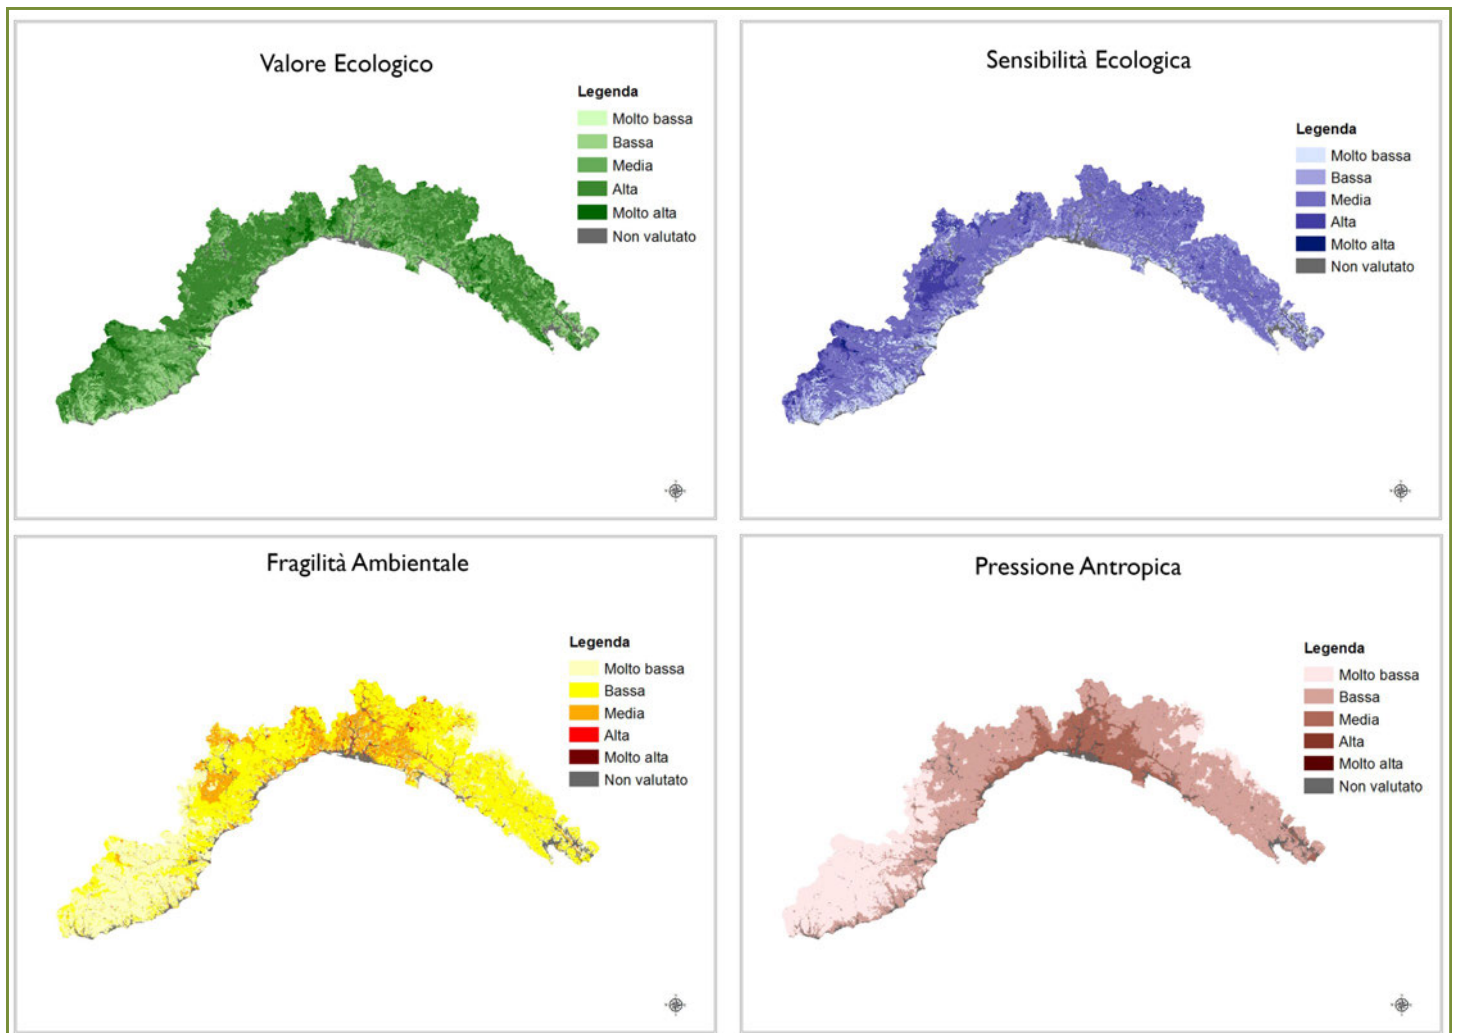 Valore Ecologico
Legenda
Molto bassa
Bassa
Media
Alta
Molto alta
Non valutato
Sensibilità Ecologica
Legenda
Molto bassa
Bassa
Media
Alta
Molto alta
Non valutato
Fragilità Ambientale
Legenda
Molto bassa
Bassa
Media
Alta
Molto alta
Non valutato
Pressione Antropica
Legenda
Molto bassa
Bassa
Media
Alta
Molto alta
Non valutato